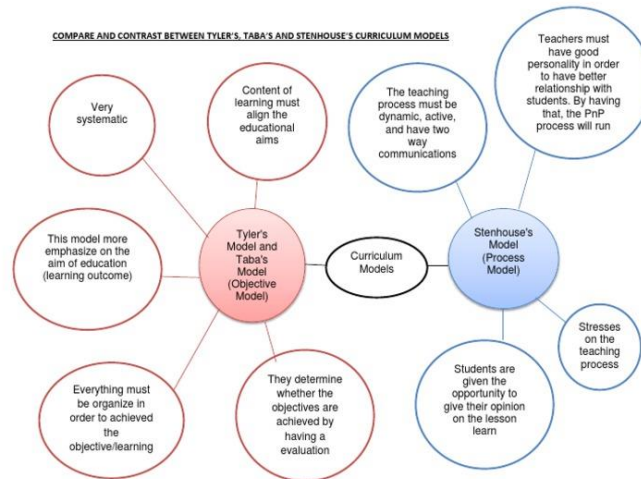 COMPARE AND CONTRAST BETWEEN TYLER'S, TABA'S AND STENHOUSE'S CURRICULUM MODELS
Very
systematic
Content of
learning must
align the
educational
aims
The teaching
process must be
dynamic, active,
and have two
way
communications
Teachers must
have good
personality in order
to have better
relationship with
students. By having
that, the PnP
process will run
This model more
emphasize on the
aim of education
(learning outcome)
Tyler's
Model and
Taba's
Model
(Objective
Model)
Curriculum
Models
Stenhouse's
Model
(Process
Model)
Everything must
be organize in
order to achieved
the
objective/learning
They determine
whether the
objectives are
achieved by
having a
evaluation
Students are
given the
opportunity to
give their opinion
on the lesson
learn
Stresses
on the
teaching
process